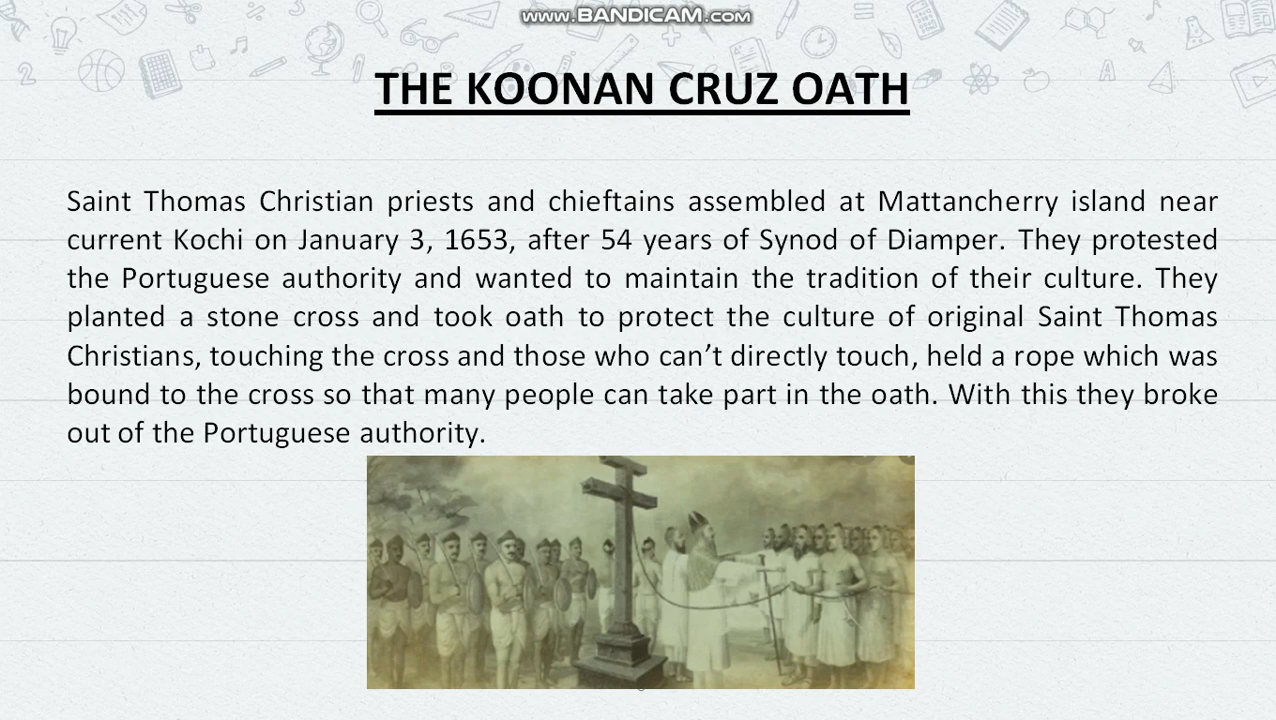 www.BANDICAM.com
THE KOONAN CRUZ OATH
Saint Thomas Christian priests and chieftains assembled at Mattancherry island near
current Kochi on January 3, 1653, after 54 years of Synod of Diamper. They protested
the Portuguese authority and wanted to maintain the tradition of their culture. They
planted a stone cross and took oath to protect the culture of original Saint Thomas
Christians, touching the cross and those who can’t directly touch, held a rope which was
bound to the cross so that many people can take part in the oath. With this they broke
out of the Portuguese authority.